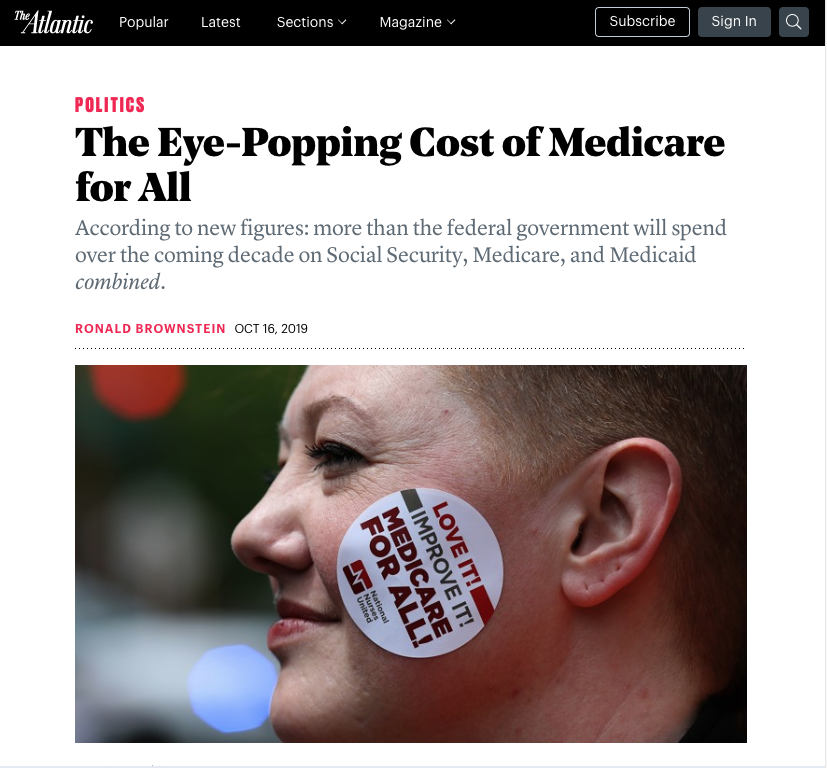 The Atlantic
Popular
Latest
Sections
Magazine
Subscribe
Sign In
POLITICS
The Eye-Popping Cost of Medicare
for All
According to new figures: more than the federal government will spend
over the coming decade on Social Security, Medicare, and Medicaid
combined.
RONALD BROWNSTEIN OCT 16, 2019
LOVE IT!
IMPROVE IT!
MEDICARE
FOR ALL!
National
Nurses
United